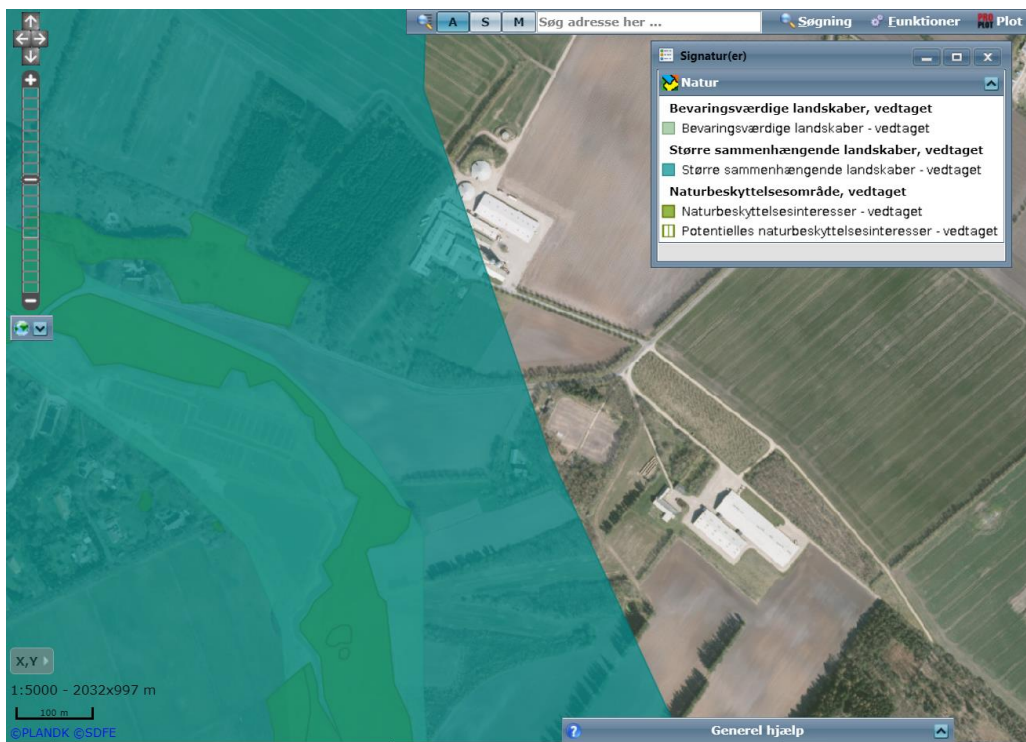 A S M Søg adresse her ... Søgning Funktioner PRO PLOT Plot
Signatur(er)
Natur
Bevaringsværdige landskaber, vedtaget
Bevaringsværdige landskaber - vedtaget
Større sammenhængende landskaber, vedtaget
Større sammenhængende landskaber - vedtaget
Naturbeskyttelsesområde, vedtaget
Naturbeskyttelsesinteresser - vedtaget
Potentielles naturbeskyttelsesinteresser - vedtaget
X,Y
1:5000 - 2032x997 m
100 m
©PLANDK ©SDFE
? Generel hjælp